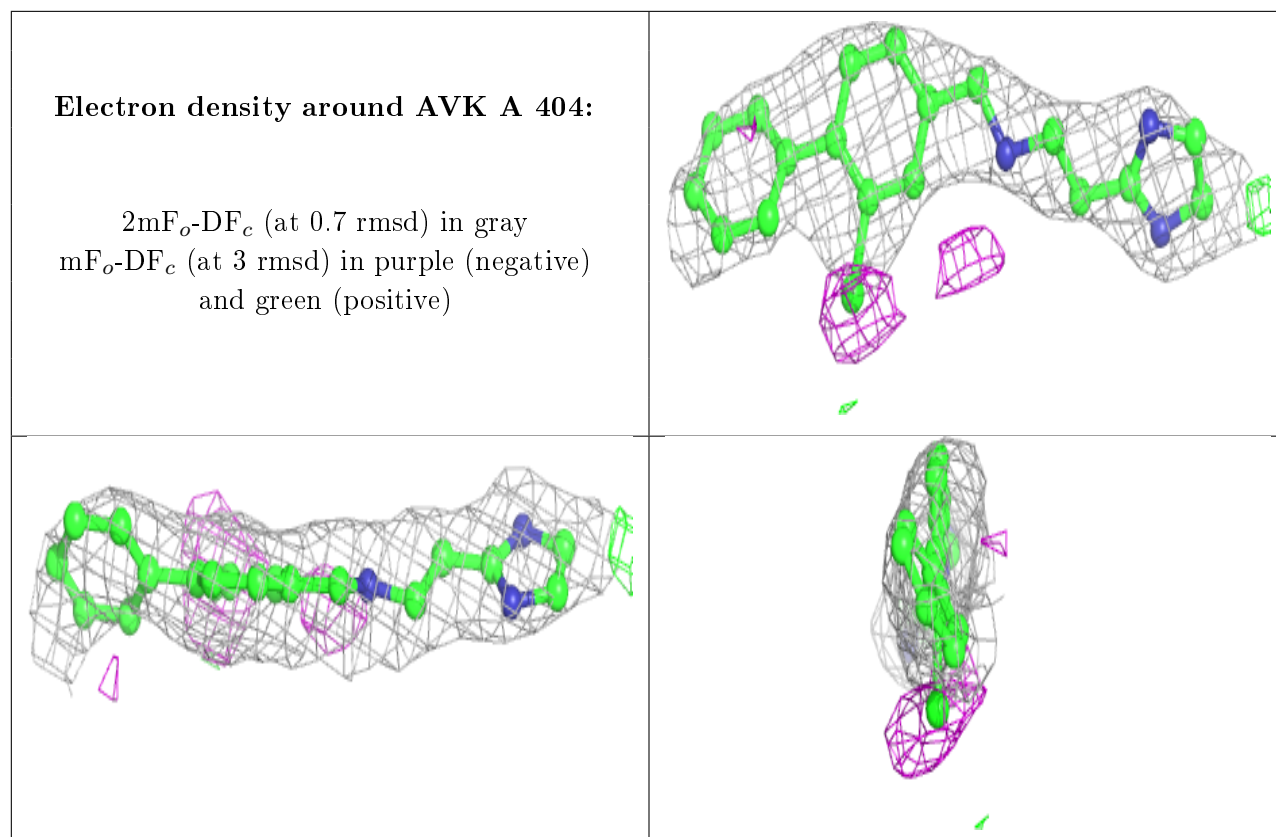 Electron density around AVK A 404:
2mFo-DFc (at 0.7 rmsd) in gray
mFo-DFc (at 3 rmsd) in purple (negative)
and green (positive)